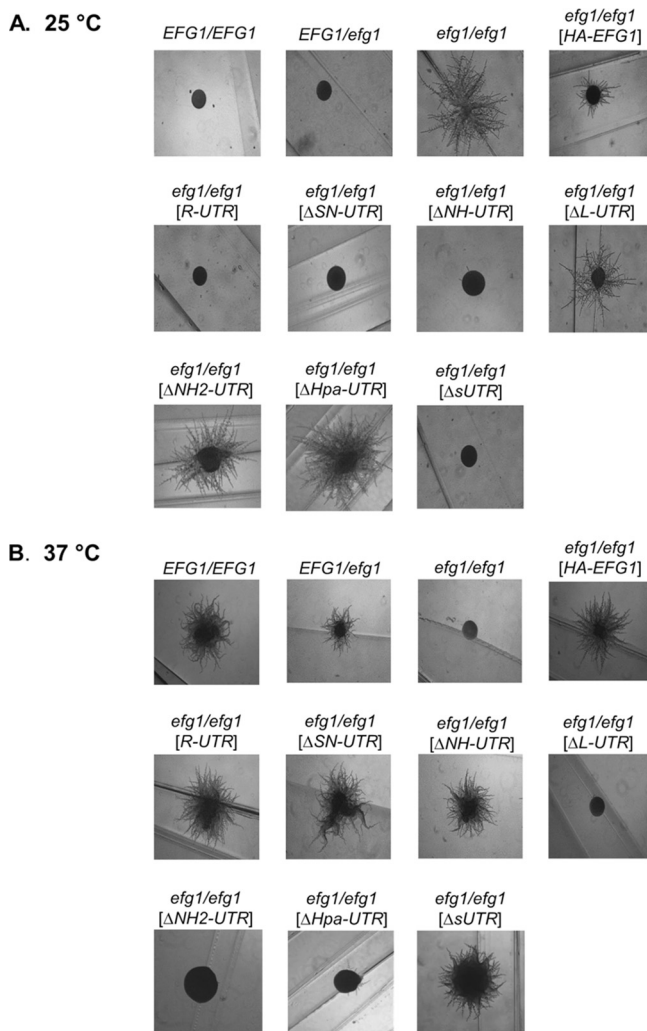 A. 25 °C
EFG1/EFG1
EFG1/efg1
efg1/efg1
efg1/efg1
[HA-EFG1]
efg1/efg1
[R-UTR]
efg1/efg1
[ΔSN-UTR]
efg1/efg1
[ΔNH-UTR]
efg1/efg1
[ΔL-UTR]
efg1/efg1
[ΔNH2-UTR]
efg1/efg1
[ΔHpa-UTR]
efg1/efg1
[ΔsUTR]
B. 37 °C
EFG1/EFG1
EFG1/efg1
efg1/efg1
efg1/efg1
[HA-EFG1]
efg1/efg1
[R-UTR]
efg1/efg1
[ΔSN-UTR]
efg1/efg1
[ΔNH-UTR]
efg1/efg1
[ΔL-UTR]
efg1/efg1
[ΔNH2-UTR]
efg1/efg1
[ΔHpa-UTR]
efg1/efg1
[ΔsUTR]